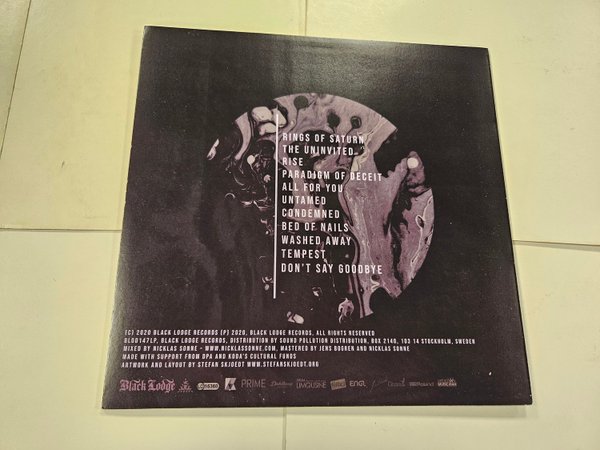 RINGS OF SATURN
THE UNINVITED
RISE
PARADIGM OF DECEIT
ALL FOR YOU
UNTAMED
CONDEMNED
BED OF NAILS
WASHED AWAY
TEMPEST
DON'T SAY GOODBYE
(C) 2020 BLACK LODGE RECORDS (P) 2020, BLACK LODGE RECORDS, ALL RIGHTS RESERVED
BLOD147LP, BLACK LODGE RECORDS, DISTRIBUTION BY SOUND POLLUTION DISTRIBUTION, BOX 2140, 103 14 STOCKHOLM, SWEDEN
MIXED BY NICKLAS SONNE - WWW.NICKLASSONNE.COM, MASTERED BY JENS BOGREN AND NICKLAS SONNE
MADE WITH SUPPORT FROM DPA AND KODA'S CULTURAL FUNDS
ARTWORK AND LAYOUT BY STEFAN SKJOEDT WWW.STEFANSKJOEDT.ORG
Black Lodge PRIME LIMOUSINE ENGL Roland